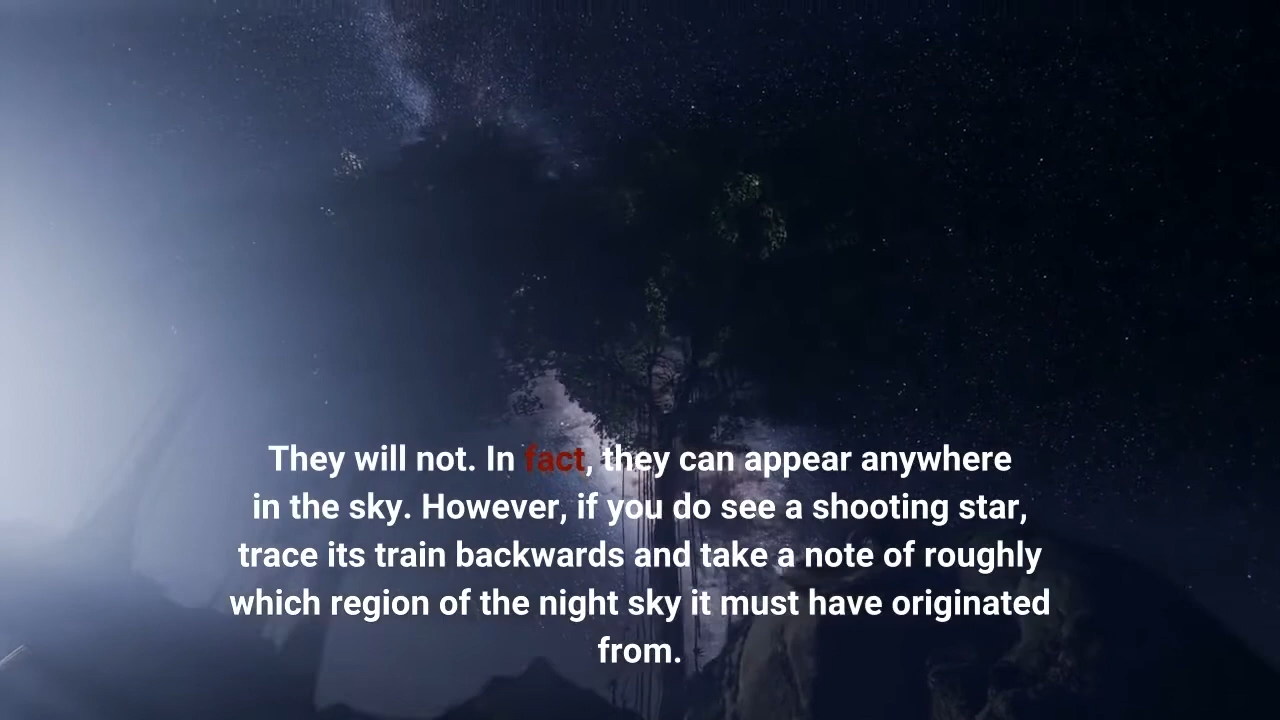 They will not. In fact, they can appear anywhere
in the sky. However, if you do see a shooting star,
trace its train backwards and take a note of roughly
which region of the night sky it must have originated
from.